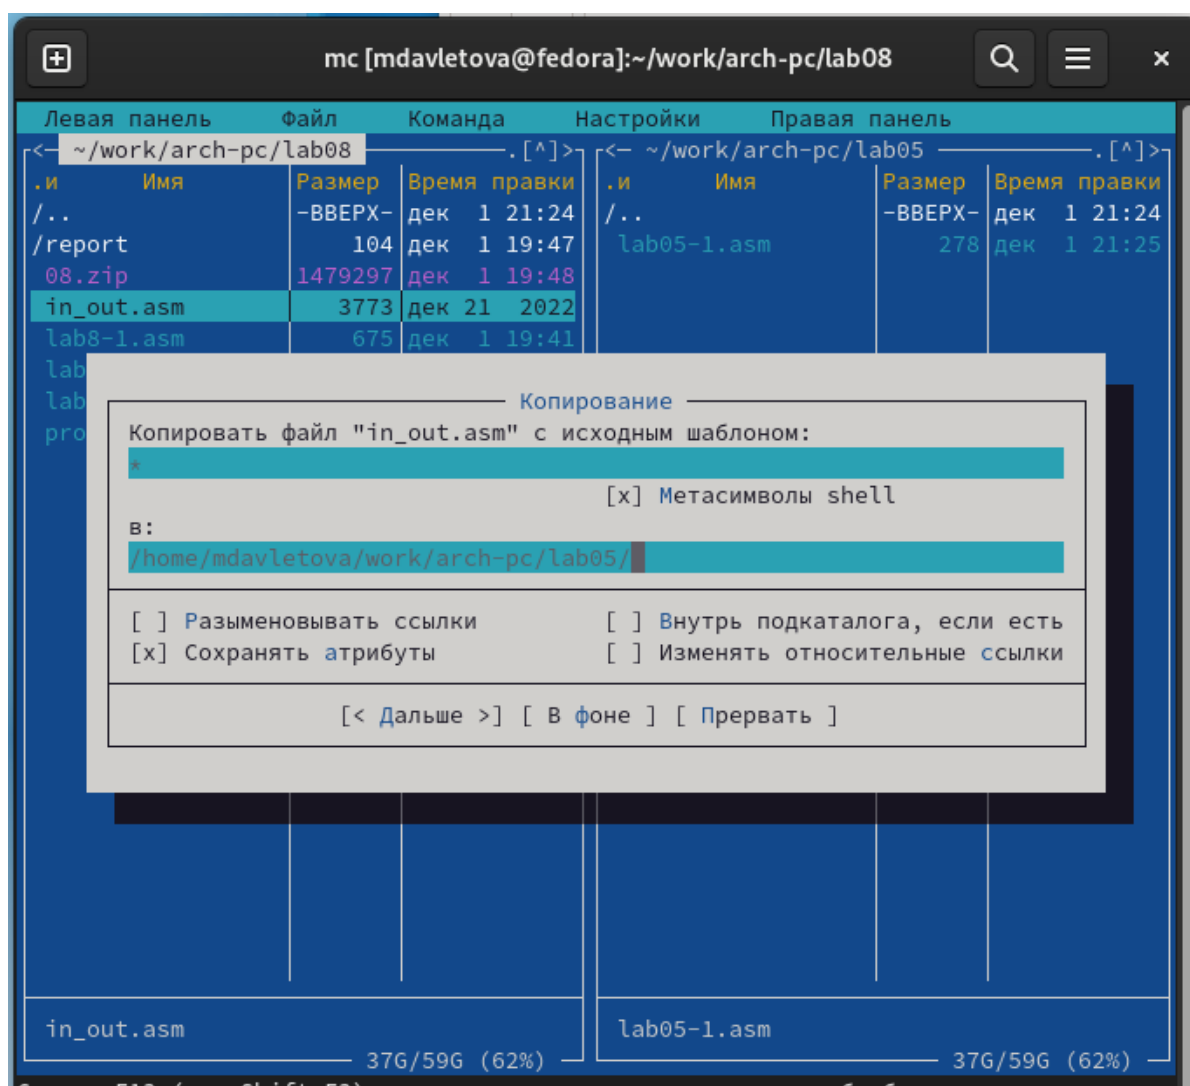 mc [mdavletova@fedora]:~/work/arch-pc/lab08
Левая панель Файл Команда Настройки Правая панель
<─ ~/work/arch-pc/lab08 .[^]> <─ ~/work/arch-pc/lab05 .[^]>
.и Имя Размер Время правки .и Имя Размер Время правки
/.. -ВВЕРХ- дек 1 21:24 /.. -ВВЕРХ- дек 1 21:24
/report 104 дек 1 19:47 lab05-1.asm 278 дек 1 21:25
08.zip 1479297 дек 1 19:48
in_out.asm 3773 дек 21 2022
lab8-1.asm 675 дек 1 19:41
lab
lab Копирование
pro Копировать файл "in_out.asm" с исходным шаблоном:
*
[x] Метасимволы shell
в:
/home/mdavletova/work/arch-pc/lab05/
[ ] Разыменовывать ссылки [ ] Внутрь подкаталога, если есть
[x] Сохранять атрибуты [ ] Изменять относительные ссылки
[< Дальше >] [ В фоне ] [ Прервать ]
in_out.asm lab05-1.asm
37G/59G (62%) 37G/59G (62%)